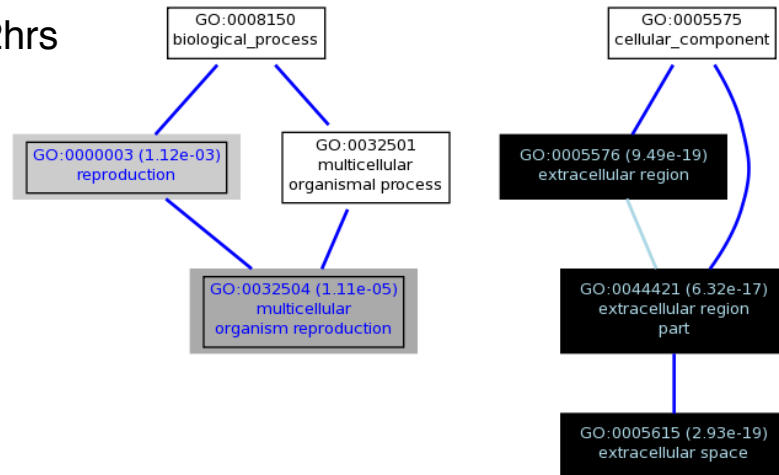 GO:0008150
biological_process
GO:0005575
cellular_component
GO:0000003 (1.12e-03)
reproduction
GO:0032501
multicellular
organismal process
GO:0005576 (9.49e-19)
extracellular region
GO:0032504 (1.11e-05)
multicellular
organism reproduction
GO:0044421 (6.32e-17)
extracellular region
part
GO:0005615 (2.93e-19)
extracellular space